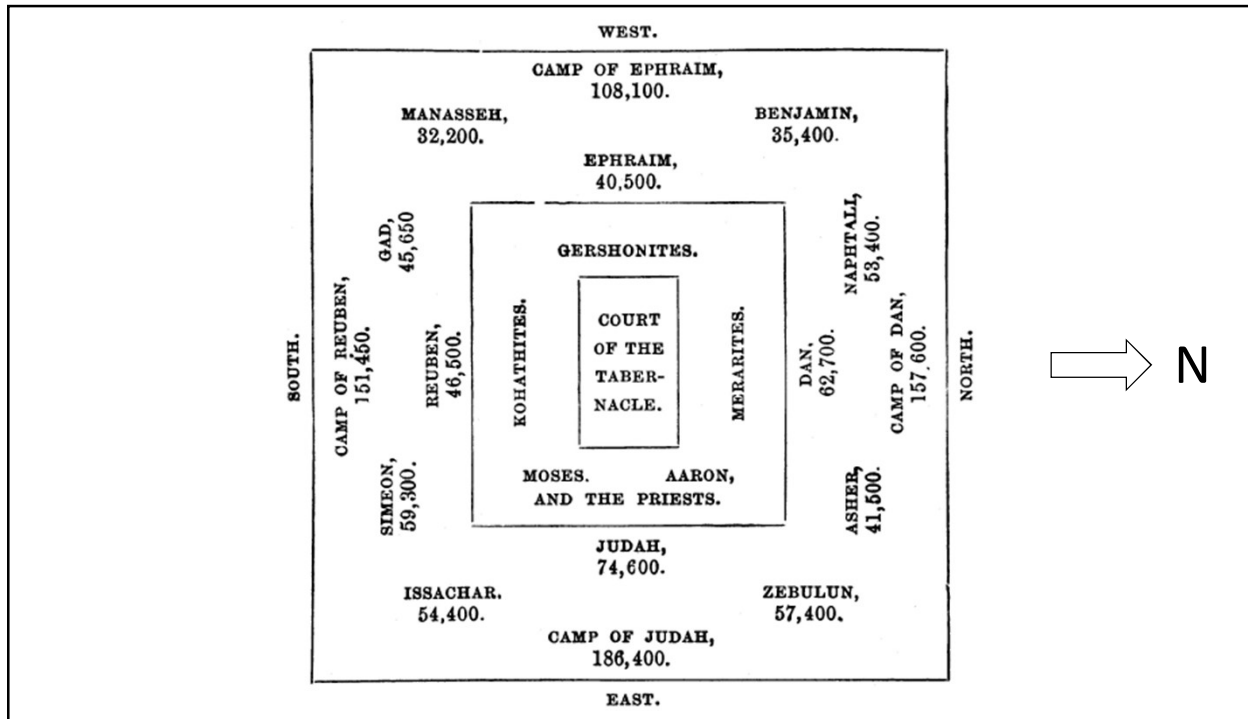 WEST.
CAMP OF EPHRAIM,
108,100.
MANASSEH,
32,200.
BENJAMIN,
35,400.
EPHRAIM,
40,500.
GAD,
45,650
NAPHTALI,
53,400.
GERSHONITES.
SOUTH.
CAMP OF REUBEN,
151,450.
REUBEN,
46,500.
KOHATHITES.
COURT
OF THE
TABER-
NACLE.
MERARITES.
DAN,
62,700.
CAMP OF DAN,
157,600.
NORTH.
N
SIMEON,
59,300.
ASHER,
41,500.
MOSES. AARON,
AND THE PRIESTS.
JUDAH,
74,600.
ISSACHAR.
54,400.
ZEBULUN,
57,400.
CAMP OF JUDAH,
186,400.
EAST.